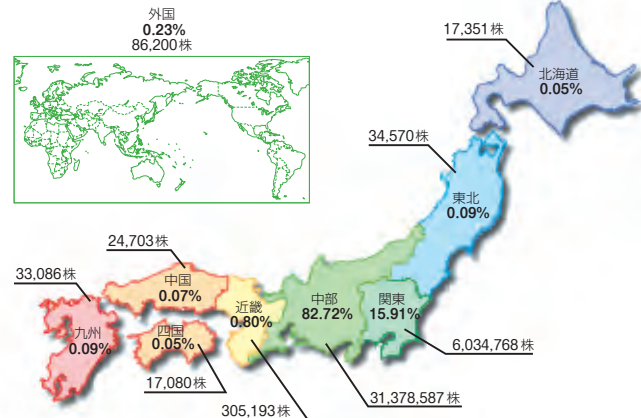 外国
0.23%
86,200株
17,351株
北海道
0.05%
34,570株
東北
0.09%
24,703株
中国
0.07%
33,086株
九州
0.09%
四国
0.05%
17,080株
近畿
0.80%
305,193株
中部
82.72%
31,378,587株
関東
15.91%
6,034,768株